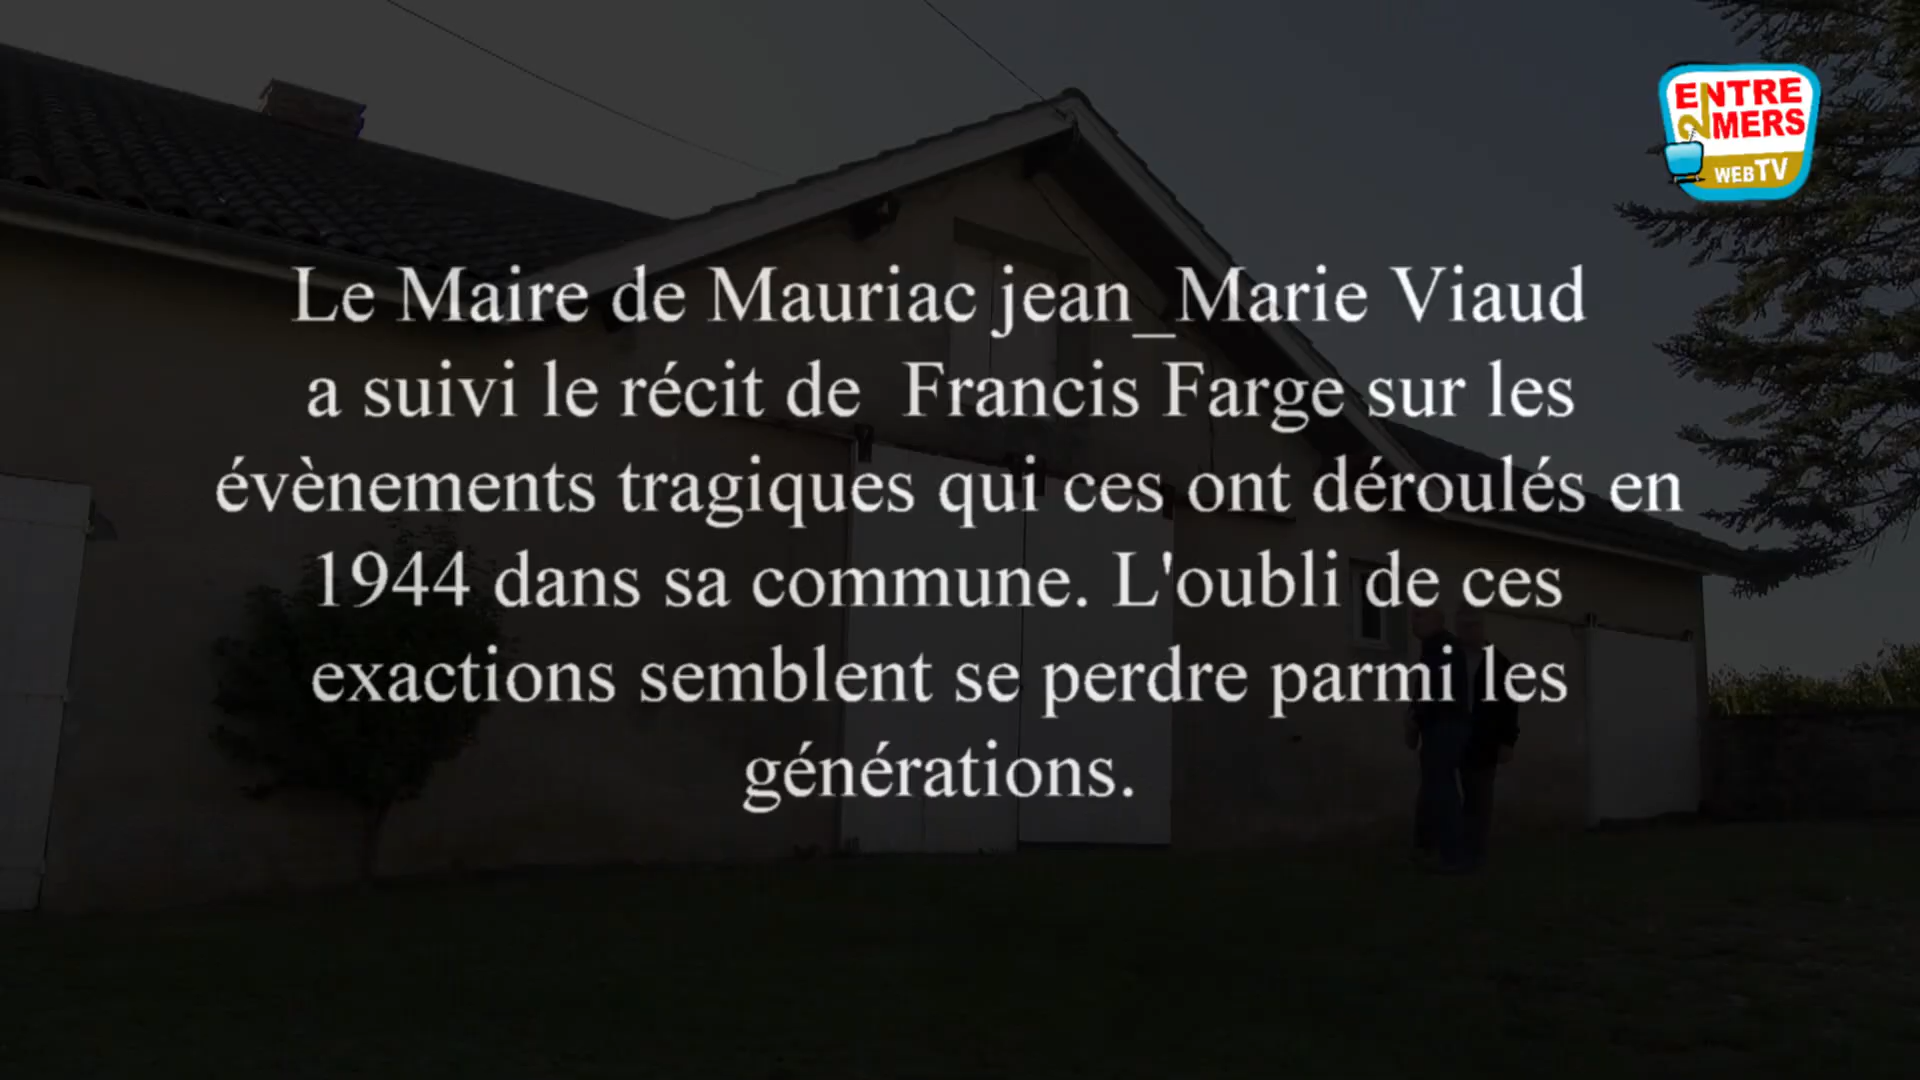 ENTRE
2
MERS
WEBTV
Le Maire de Mauriac jean_Marie Viaud
a suivi le récit de  Francis Farge sur les
évènements tragiques qui ces ont déroulés en
1944 dans sa commune. L'oubli de ces
exactions semblent se perdre parmi les
générations.